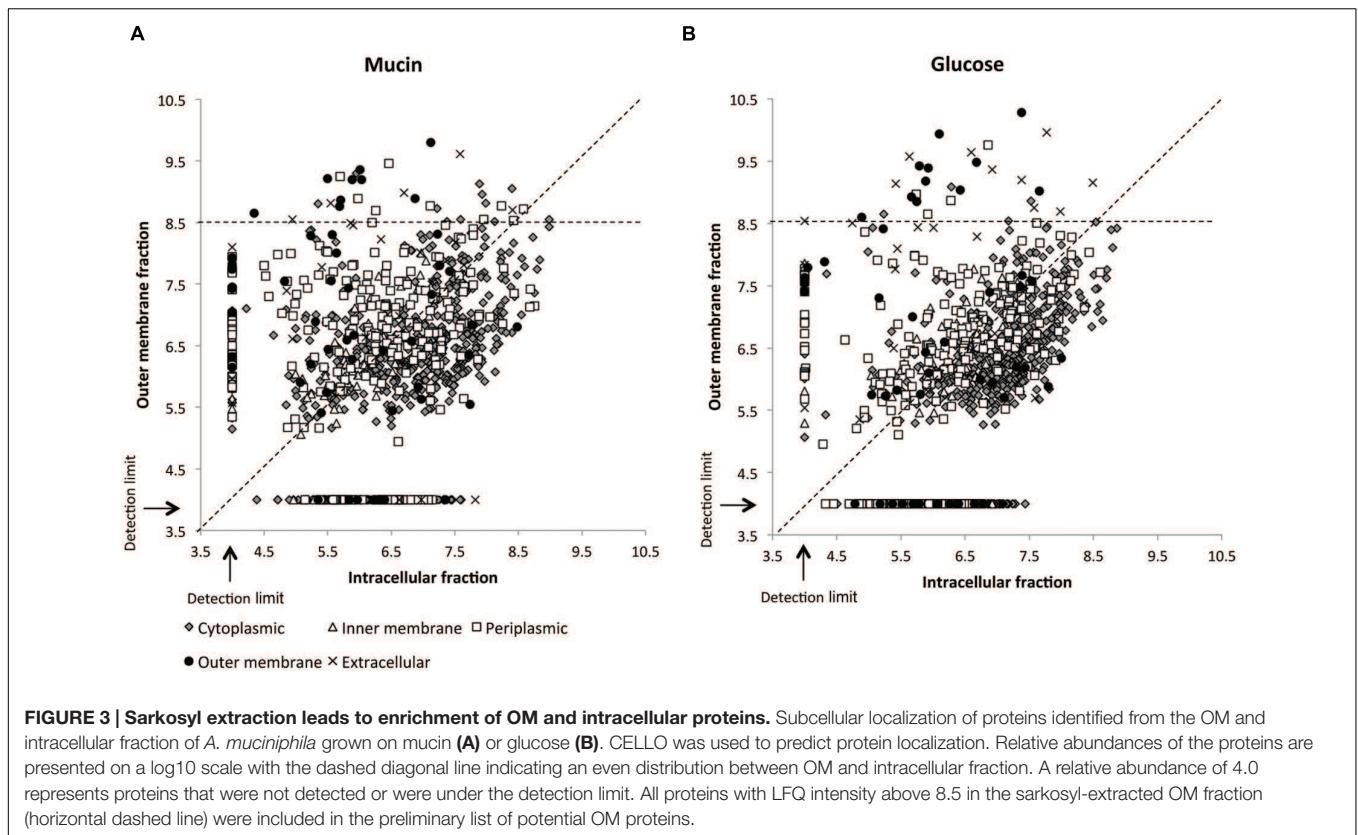 A
B
Mucin
Glucose
10.5
9.5
8.5
7.5
6.5
5.5
4.5
3.5
Outer membrane fraction
Detection limit
3.5 4.5 5.5 6.5 7.5 8.5 9.5 10.5
Intracellular fraction
Detection limit
10.5
9.5
8.5
7.5
6.5
5.5
4.5
3.5
Outer membrane fraction
Detection limit
3.5 4.5 5.5 6.5 7.5 8.5 9.5 10.5
Intracellular fraction
Detection limit
Cytoplasmic Inner membrane Periplasmic
Outer membrane Extracellular
FIGURE 3 | Sarkosyl extraction leads to enrichment of OM and intracellular proteins. Subcellular localization of proteins identified from the OM and
intracellular fraction of A. muciniphila grown on mucin (A) or glucose (B). CELLO was used to predict protein localization. Relative abundances of the proteins are
presented on a log10 scale with the dashed diagonal line indicating an even distribution between OM and intracellular fraction. A relative abundance of 4.0
represents proteins that were not detected or were under the detection limit. All proteins with LFQ intensity above 8.5 in the sarkosyl-extracted OM fraction
(horizontal dashed line) were included in the preliminary list of potential OM proteins.